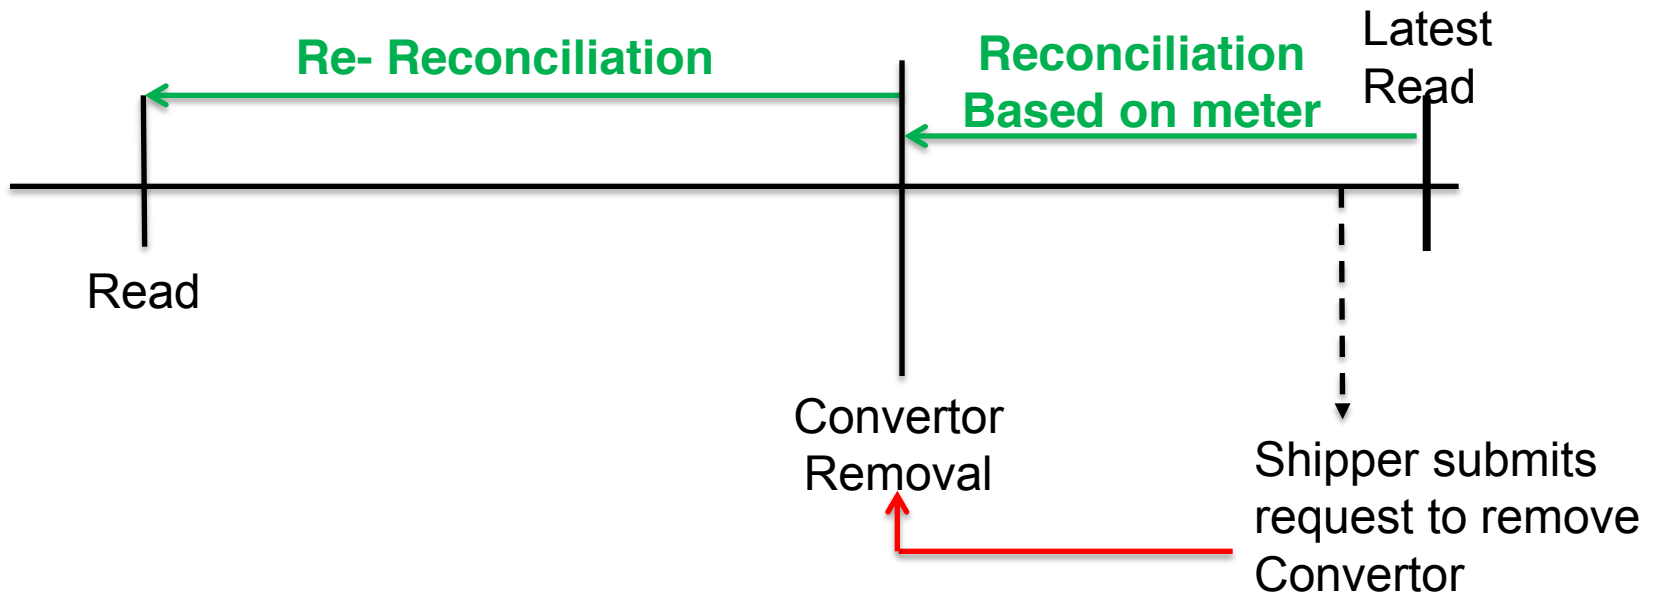 Re- Reconciliation
Reconciliation
Based on meter
Latest
Read
Read
Convertor
Removal
Shipper submits
request to remove
Convertor